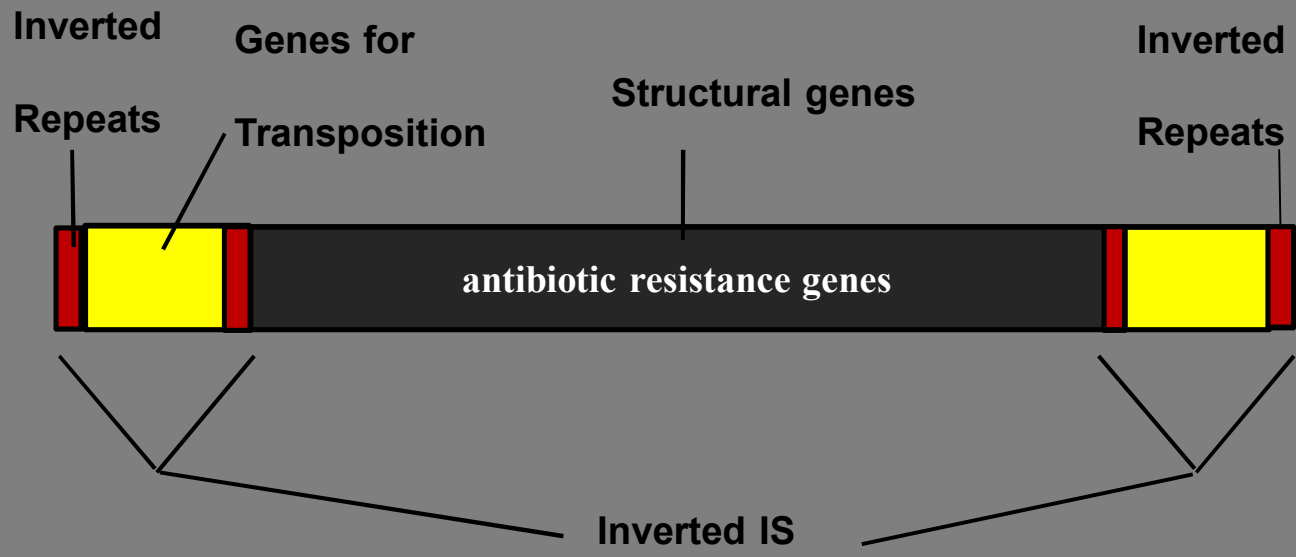 Inverted
Repeats
Genes for
Transposition
Structural genes
Inverted
Repeats
antibiotic resistance genes
Inverted IS